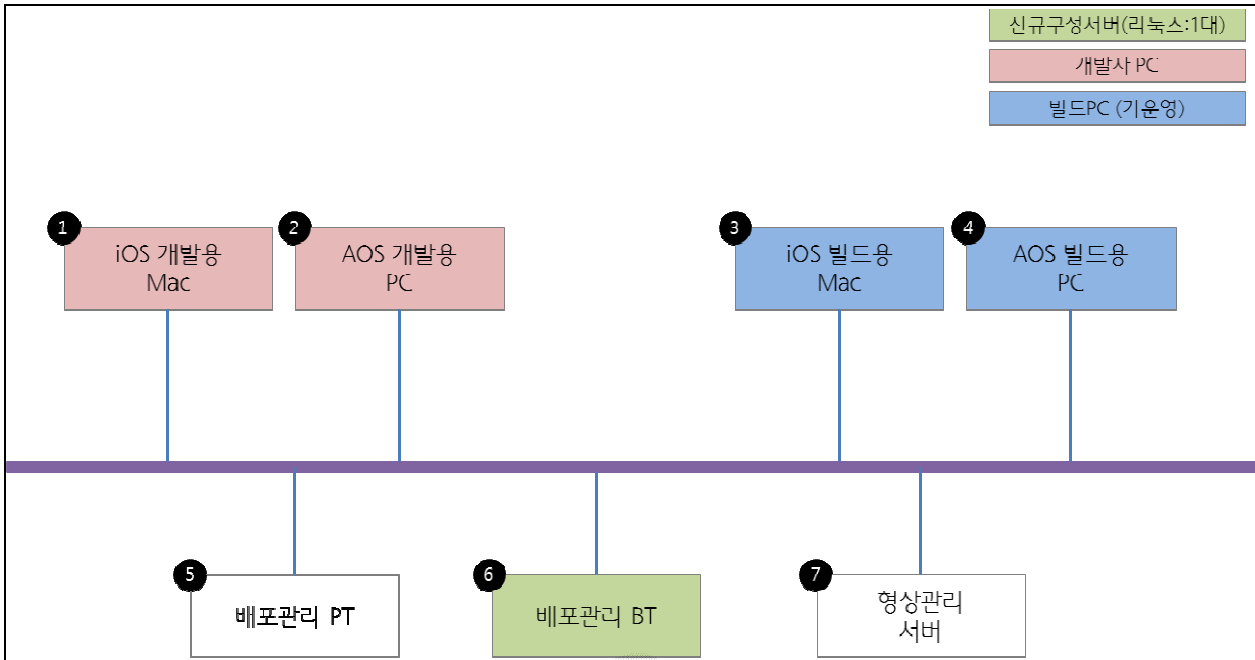 신규구성서버(리눅스:1대)
개발사 PC
빌드PC (기운영)
1
iOS 개발용
Mac
2
AOS 개발용
PC
3
iOS 빌드용
Mac
4
AOS 빌드용
PC
5
배포관리 PT
6
배포관리 BT
7
형상관리
서버